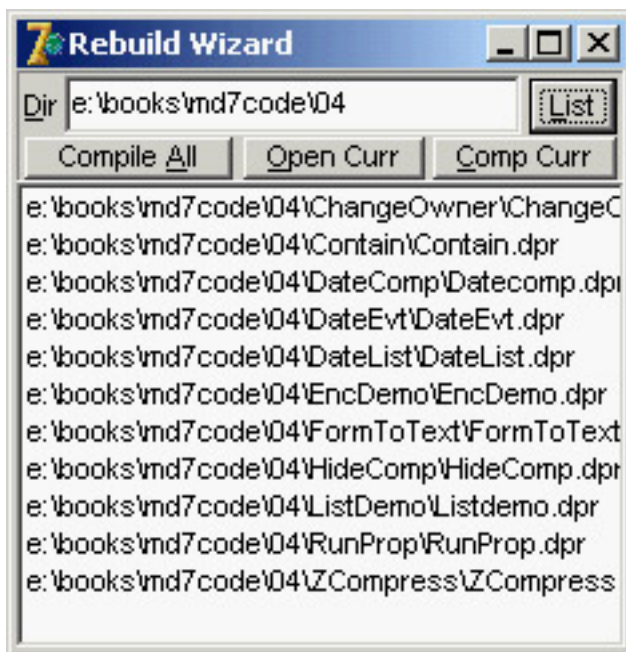 Rebuild Wizard
Dir e:\books\md7code\04 List
Compile All Open Curr Comp Curr
e:\books\md7code\04\ChangeOwner\ChangeO
e:\books\md7code\04\Contain\Contain.dpr
e:\books\md7code\04\DateComp\Datecomp.dpr
e:\books\md7code\04\DateEvt\DateEvt.dpr
e:\books\md7code\04\DateList\DateList.dpr
e:\books\md7code\04\EncDemo\EncDemo.dpr
e:\books\md7code\04\FormToText\FormToText
e:\books\md7code\04\HideComp\HideComp.dpr
e:\books\md7code\04\ListDemo\Listdemo.dpr
e:\books\md7code\04\RunProp\RunProp.dpr
e:\books\md7code\04\ZCompress\ZCompress